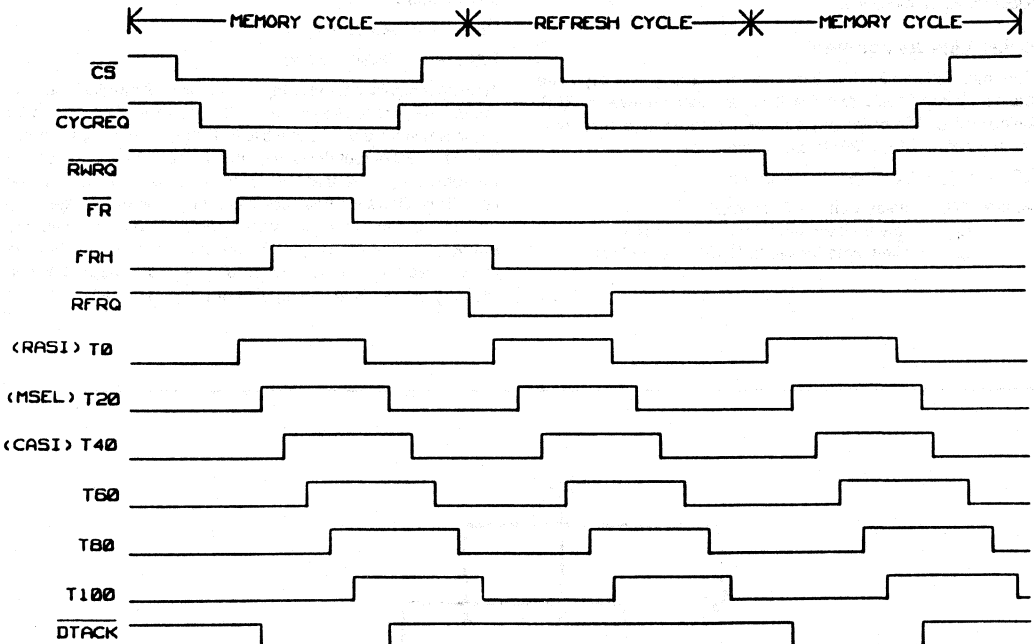 MEMORY CYCLE REFRESH CYCLE MEMORY CYCLE
CS
CYCREQ
RWRQ
FR
FRH
RFRQ
(RASI) T0
(MSEL) T20
(CASI) T40
T60
T80
T100
DTACK